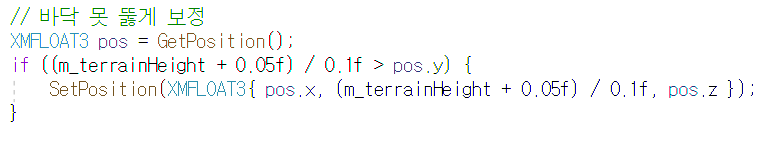 // 바닥 못 뚫게 보정
XMFLOAT3 pos = GetPosition();
if ((m_terrainHeight + 0.05f) / 0.1f > pos.y) {
    SetPosition(XMFLOAT3{ pos.x, (m_terrainHeight + 0.05f) / 0.1f, pos.z });
}